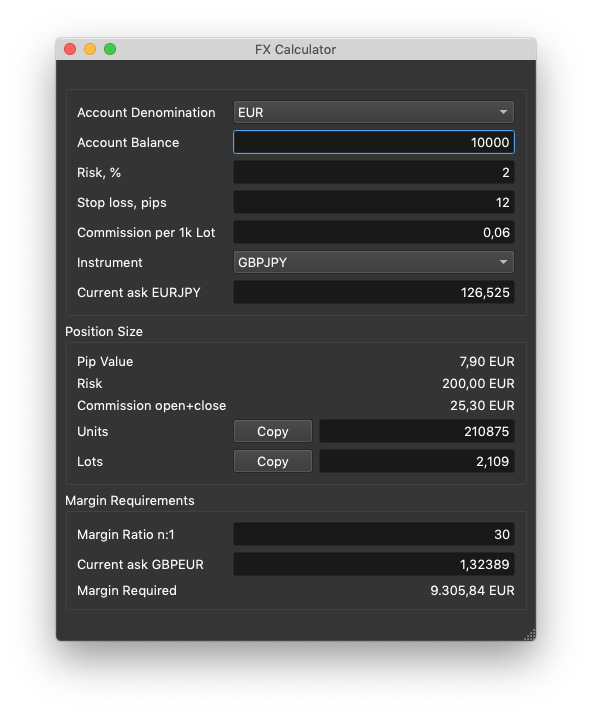 FX Calculator
Account Denomination EUR
Account Balance 10000
Risk, % 2
Stop loss, pips 12
Commission per 1k Lot 0,06
Instrument GBPJPY
Current ask EURJPY 126,525
Position Size
Pip Value 7,90 EUR
Risk 200,00 EUR
Commission open+close 25,30 EUR
Units Copy 210875
Lots Copy 2,109
Margin Requirements
Margin Ratio n:1 30
Current ask GBPEUR 1,32389
Margin Required 9.305,84 EUR